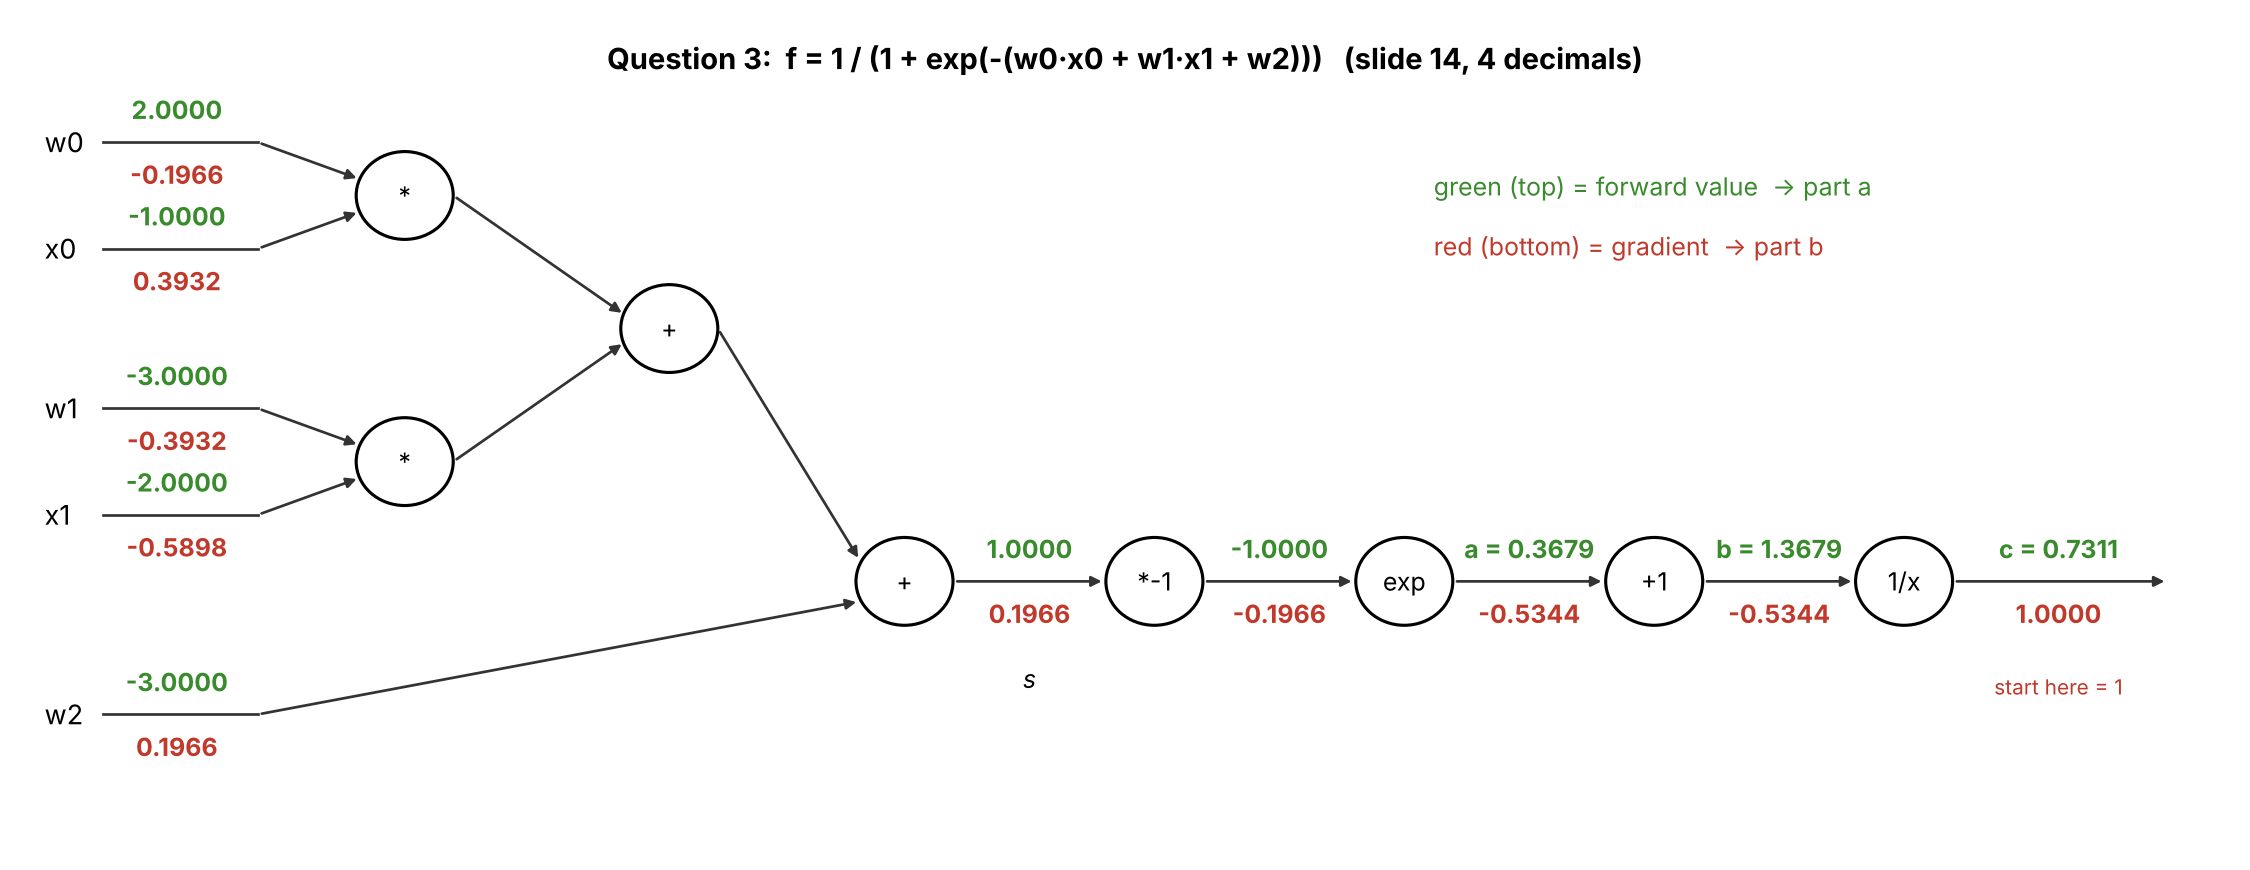 Question 3:  f = 1 / (1 + exp(-(w0·x0 + w1·x1 + w2)))   (slide 14, 4 decimals)
2.0000
w0
-0.1966
*
-1.0000
x0
0.3932
green (top) = forward value → part a
red (bottom) = gradient → part b
+
-3.0000
w1
-0.3932
*
-2.0000
x1
-0.5898
+
1.0000
0.1966
s
*-1
-1.0000
-0.1966
exp
a = 0.3679
-0.5344
+1
b = 1.3679
-0.5344
1/x
c = 0.7311
1.0000
start here = 1
-3.0000
w2
0.1966